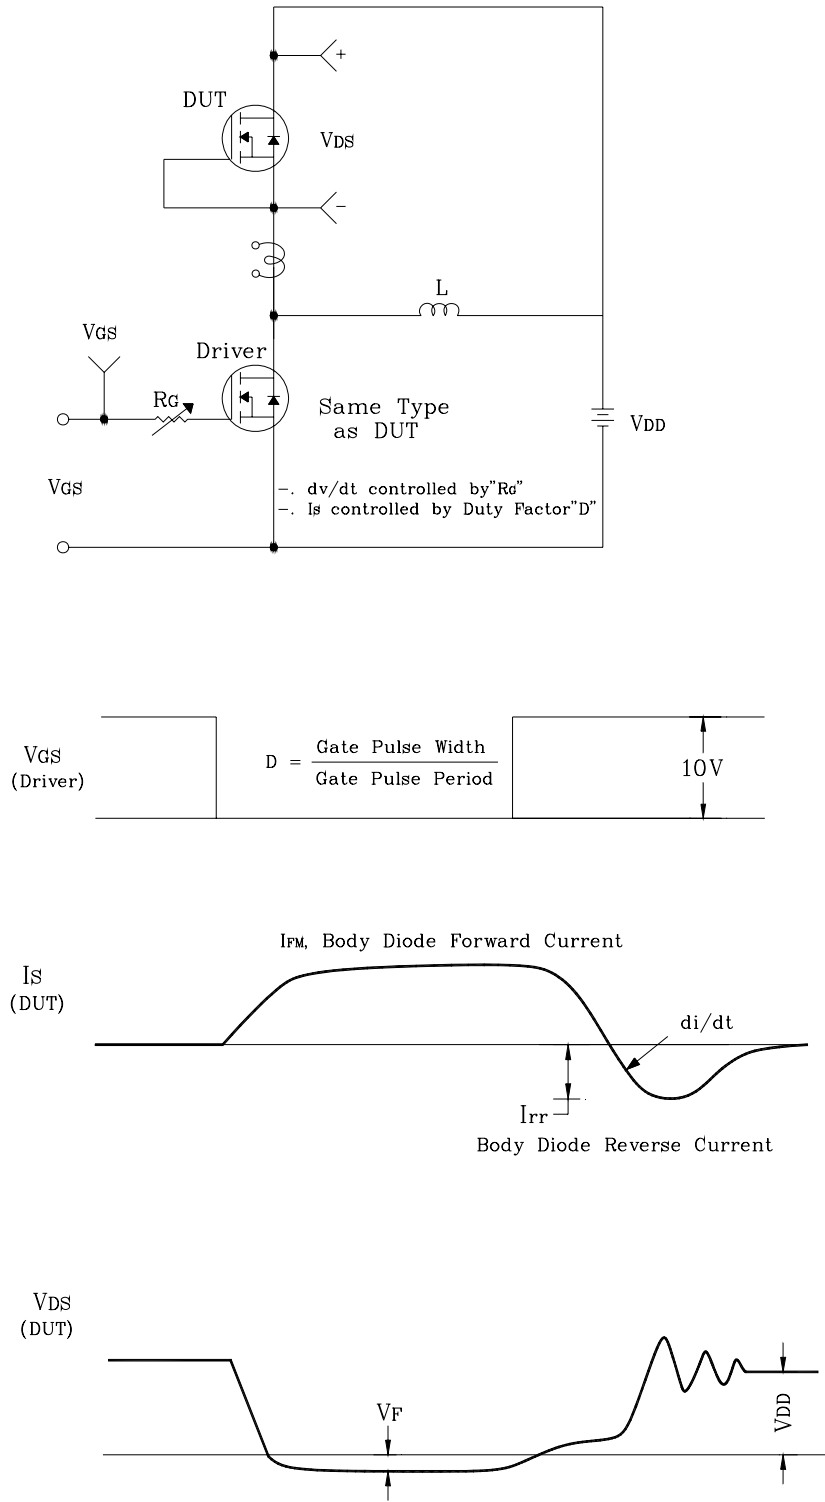 +
DUT
VDS
-
L
VGS
Driver
RG
Same Type
as DUT
VDD
VGS
-. dv/dt controlled by"RG"
-. Is controlled by Duty Factor"D"
VGS
(Driver)
D = Gate Pulse Width
Gate Pulse Period
10V
IFM, Body Diode Forward Current
IS
(DUT)
di/dt
Irr
Body Diode Reverse Current
VDS
(DUT)
VF
VDD